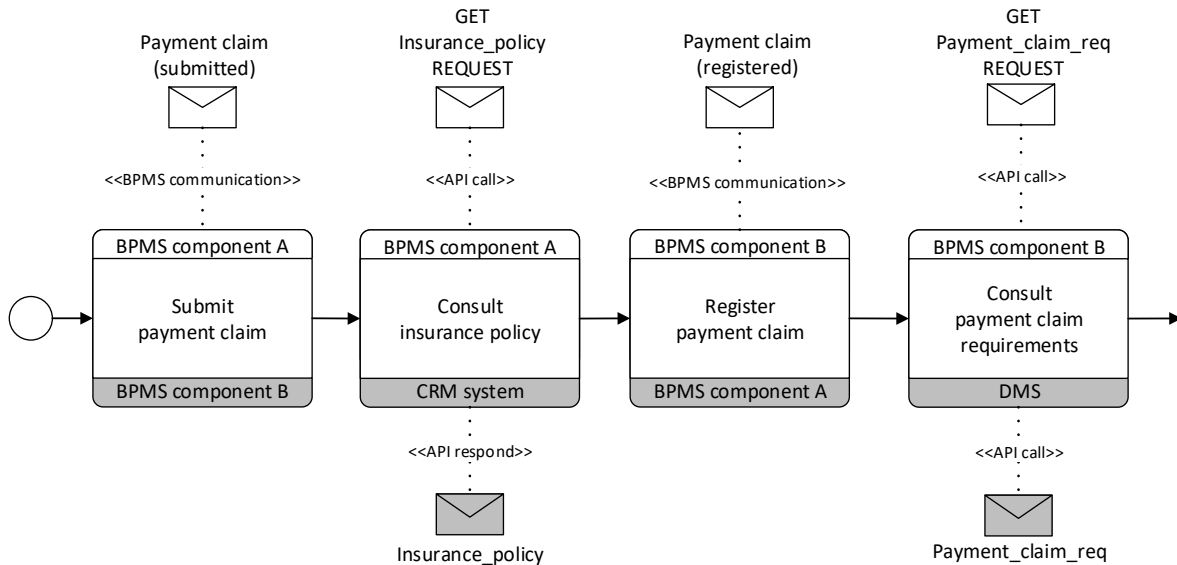 Payment claim
(submitted)
GET
Insurance_policy
REQUEST
Payment claim
(registered)
GET
Payment_claim_req
REQUEST
<<BPMS communication>>
<<API call>>
<<BPMS communication>>
<<API call>>
BPMS component A
Submit
payment claim
BPMS component B
BPMS component A
Consult
insurance policy
CRM system
BPMS component B
Register
payment claim
BPMS component A
BPMS component B
Consult
payment claim
requirements
DMS
<<API respond>>
<<API call>>
Insurance_policy
Payment_claim_req